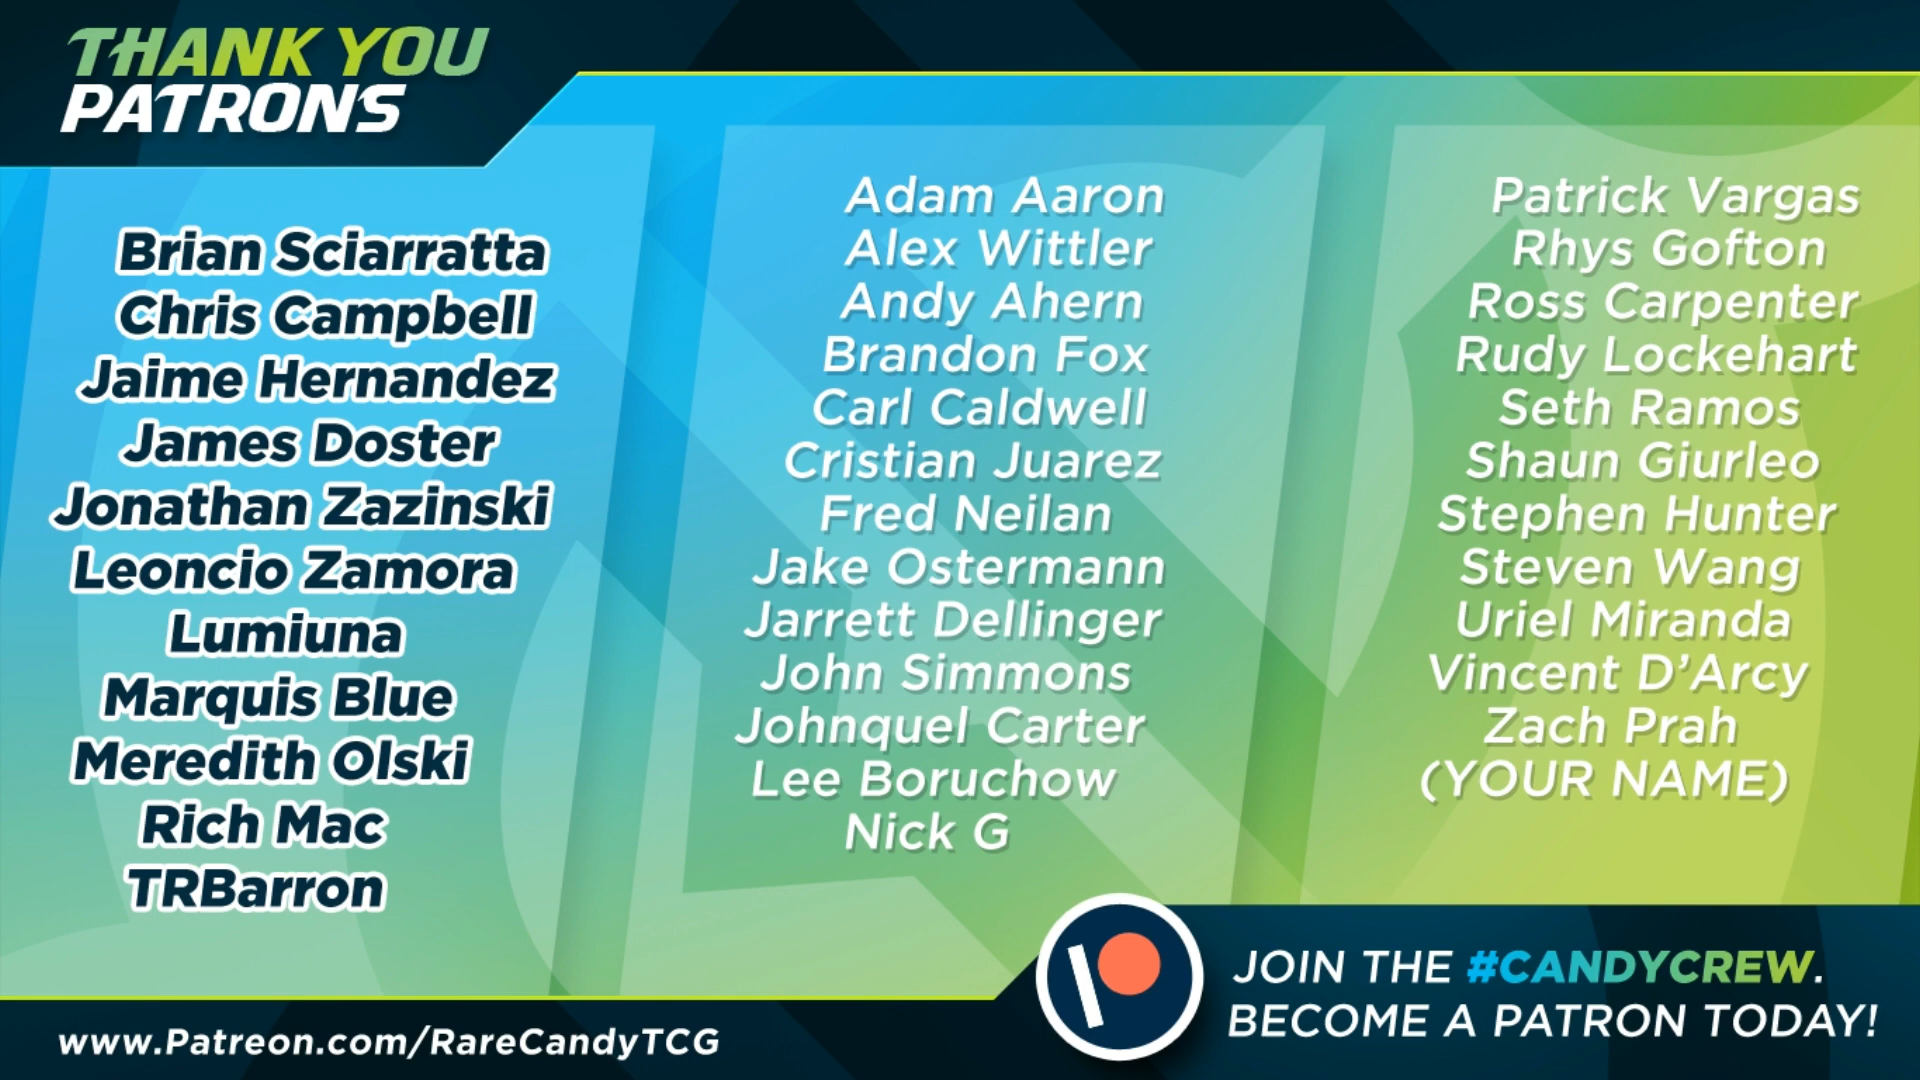 THANK YOU
PATRONS
Brian Sciarratta
Chris Campbell
Jaime Hernandez
James Doster
Jonathan Zazinski
Leoncio Zamora
Lumiuna
Marquis Blue
Meredith Olski
Rich Mac
TRBarron
Adam Aaron
Alex Wittler
Andy Ahern
Brandon Fox
Carl Caldwell
Cristian Juarez
Fred Neilan
Jake Ostermann
Jarrett Dellinger
John Simmons
Johnquel Carter
Lee Boruchow
Nick G
Patrick Vargas
Rhys Gofton
Ross Carpenter
Rudy Lockehart
Seth Ramos
Shaun Giurleo
Stephen Hunter
Steven Wang
Uriel Miranda
Vincent D’Arcy
Zach Prah
(YOUR NAME)
www.Patreon.com/RareCandyTCG
JOIN THE #CANDYCREW.
BECOME A PATRON TODAY!